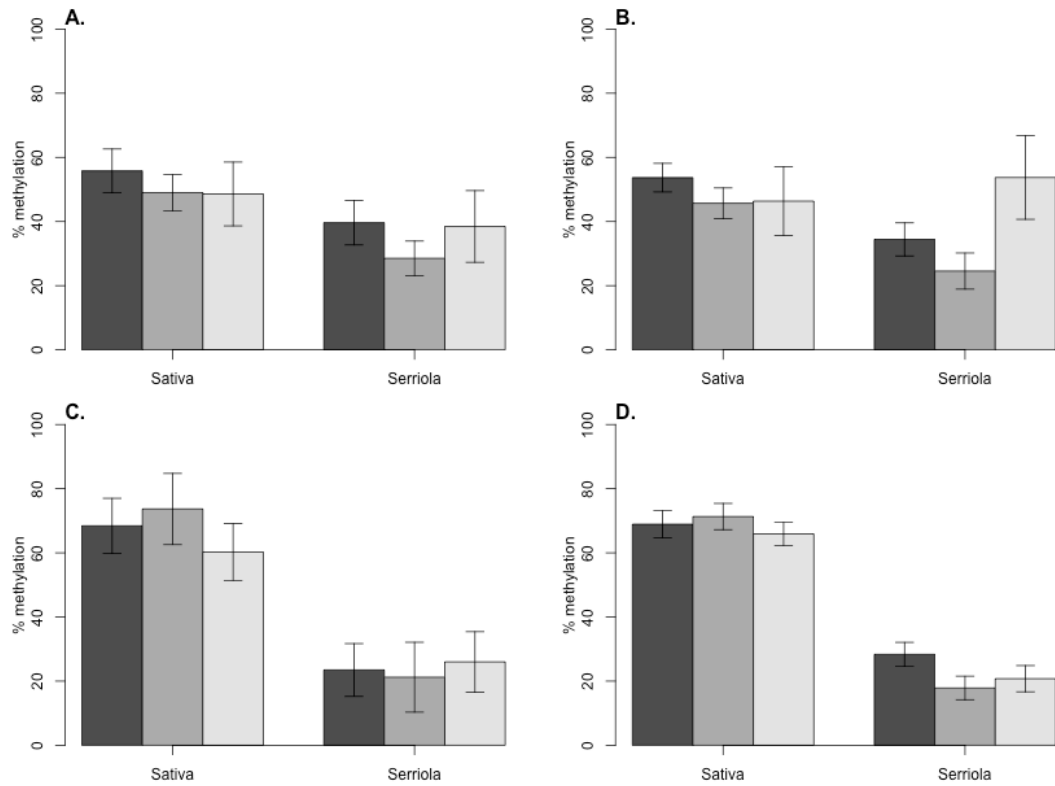 A.
% methylation
100
80
60
40
20
0
Sativa
Serriola
B.
% methylation
100
80
60
40
20
0
Sativa
Serriola
C.
% methylation
100
80
60
40
20
0
Sativa
Serriola
D.
% methylation
100
80
60
40
20
0
Sativa
Serriola